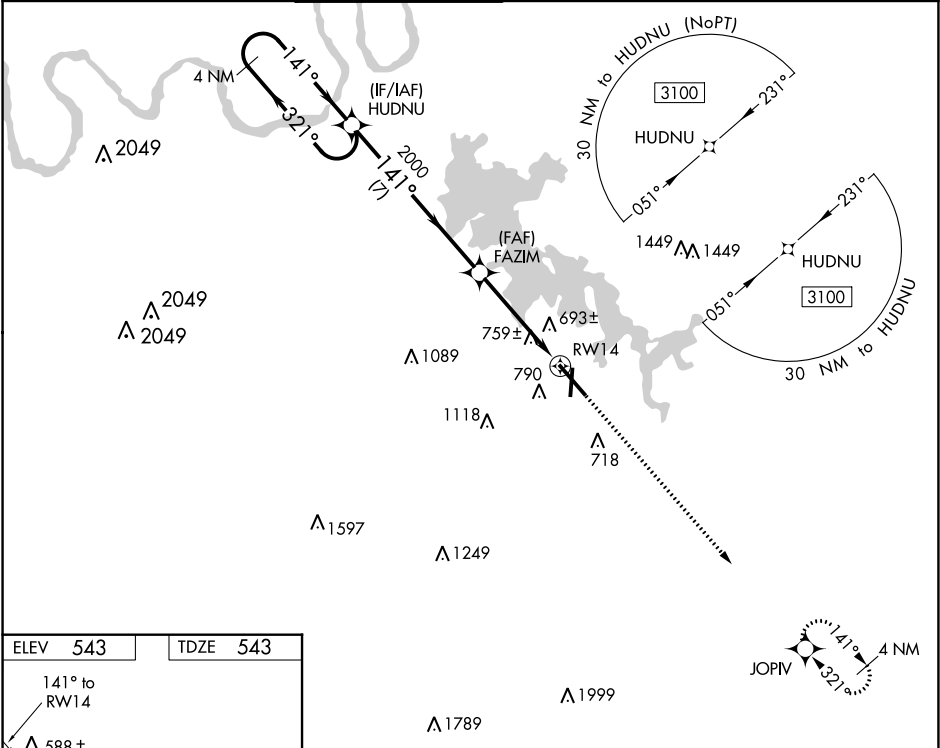 30 NM to HUDNU (NoPT)
3100
HUDNU
231°
051°
4 NM
141°
321°
(IF/IAF)
HUDNU
2049
2000
141°
(7)
(FAF)
FAZIM
1449
1449
231°
HUDNU
3100
051°
30 NM to HUDNU
2049
2049
693±
759±
RW14
1089
790
1118
718
1597
1249
ELEV 543
TDZE 543
141° to
RW14
588 ±
141°
4 NM
321°
JOPIV
1999
1789